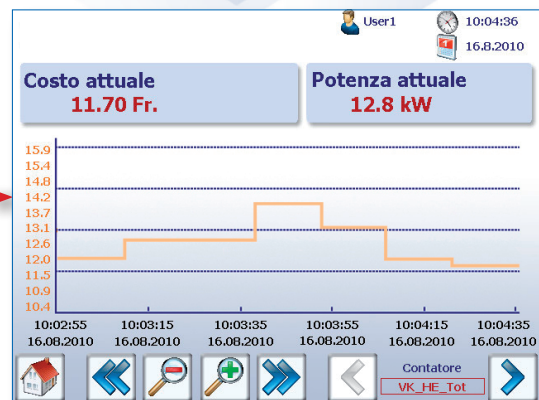 User1 10:04:36
1 16.8.2010
Costo attuale
11.70 Fr.
Potenza attuale
12.8 kW
15.9
15.4
14.8
14.2
13.7
13.1
12.6
12.0
11.5
10.9
10.4
10:02:55 10:03:15 10:03:35 10:03:55 10:04:15 10:04:35
16.08.2010 16.08.2010 16.08.2010 16.08.2010 16.08.2010 16.08.2010
Contatore
VK_HE_Tot